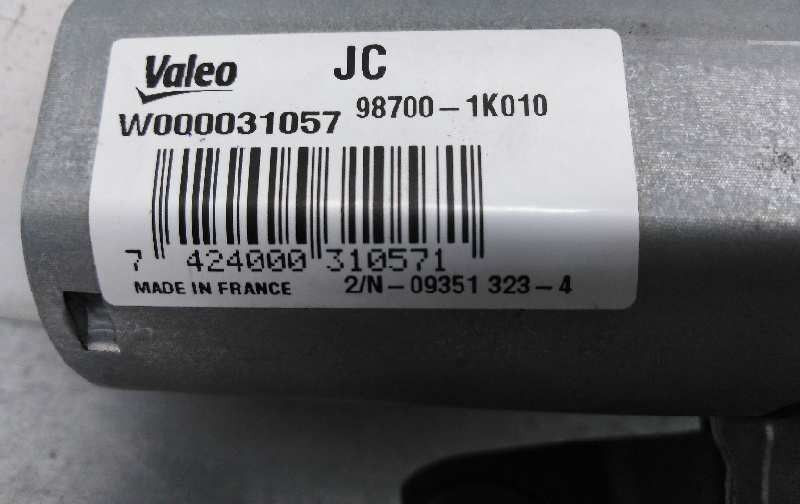 Valeo JC
W000031057 98700-1K010
7 424000 310571
MADE IN FRANCE 2/N-09351 323-4